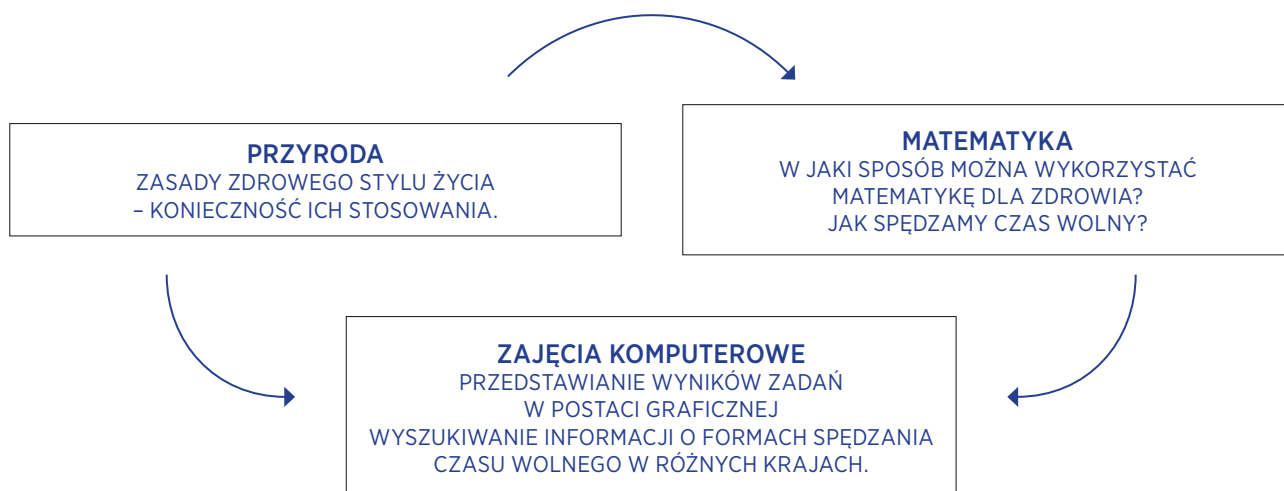 PRZYRODA
ZASADY ZDROWEGO STYLU ŻYCIA
– KONIECZNOŚĆ ICH STOSOWANIA.
MATEMATYKA
W JAKI SPOSÓB MOŻNA WYKORZYSTAĆ
MATEMATYKĘ DLA ZDROWIA?
JAK SPĘDZAMY CZAS WOLNY?
ZAJĘCIA KOMPUTEROWE
PRZEDSTAWIANIE WYNIKÓW ZADAŃ
W POSTACI GRAFICZNEJ
WYSZUKIWANIE INFORMACJI O FORMACH SPĘDZANIA
CZASU WOLNEGO W RÓŻNYCH KRAJACH.